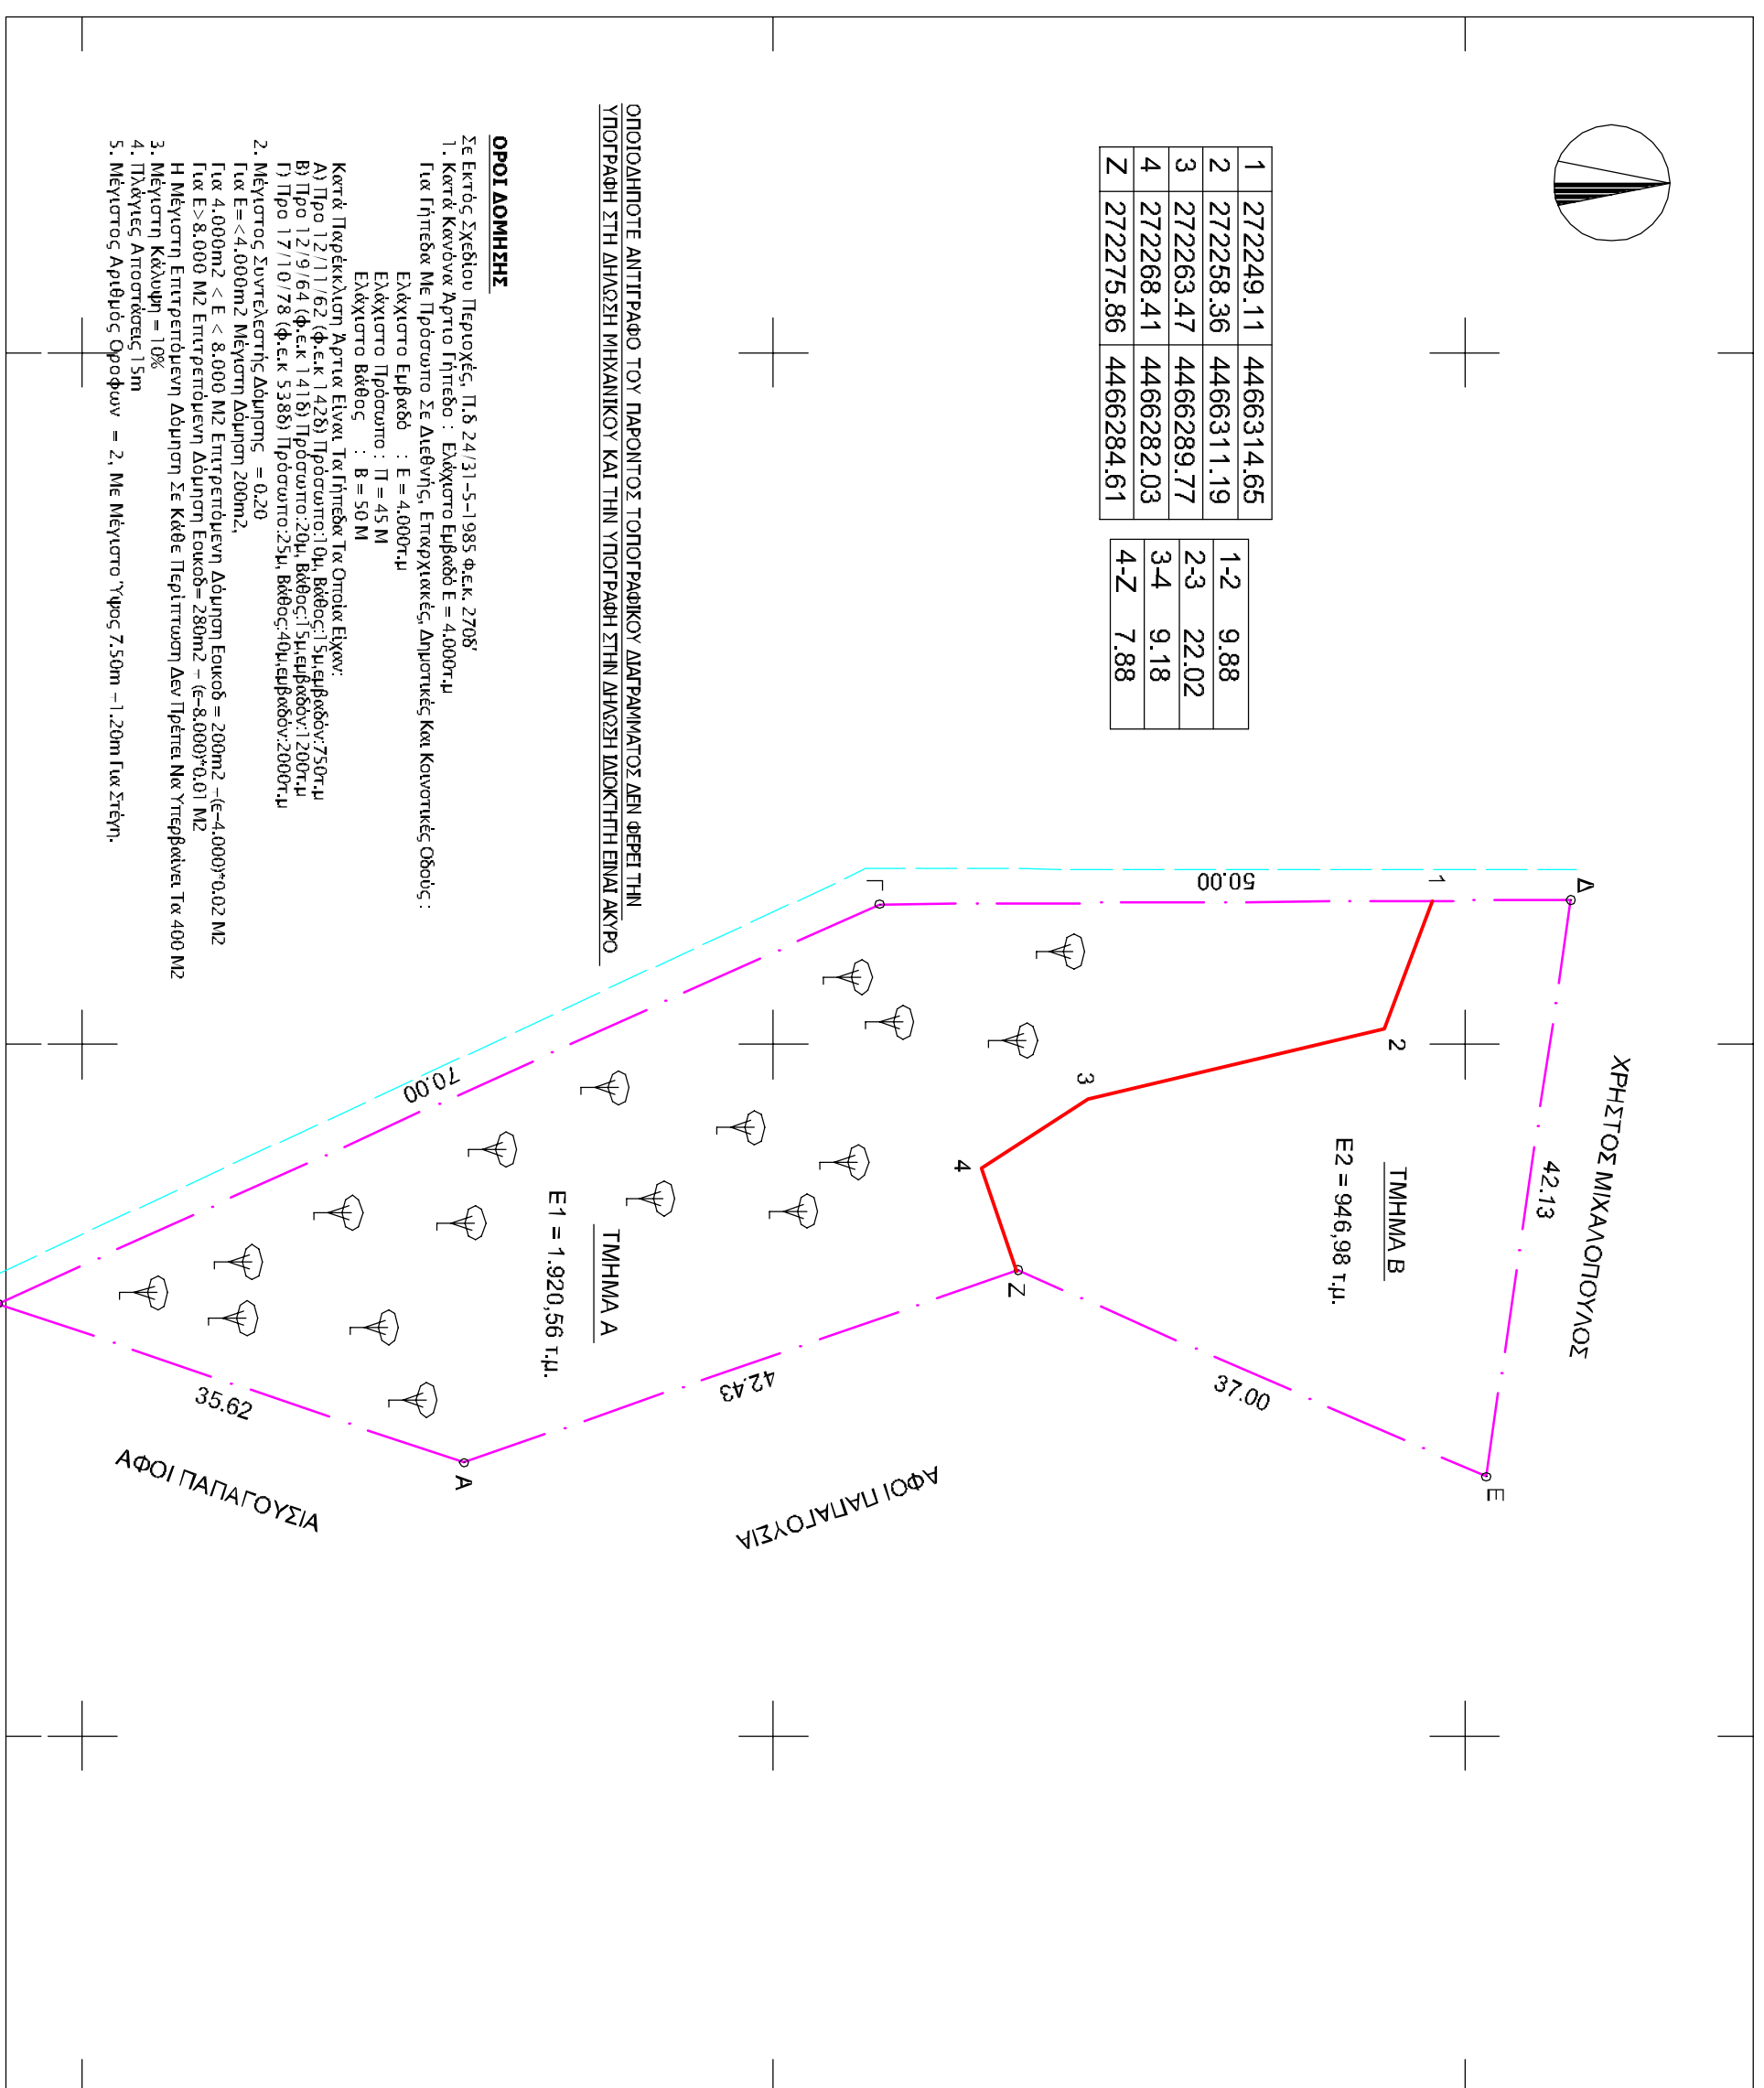 1 272249.11 4466314.65
2 272258.36 4466311.19
3 272263.47 4466289.77
4 272268.41 4466282.03
Z 272275.86 4466284.61
1-2 9.88
2-3 22.02
3-4 9.18
4-Z 7.88
ΟΠΟΙΟΔΗΠΟΤΕ ΑΝΤΙΓΡΑΦΟ ΤΟΥ ΠΑΡΟΝΤΟΣ ΤΟΠΟΓΡΑΦΙΚΟΥ ΔΙΑΓΡΑΜΜΑΤΟΣ ΔΕΝ ΦΕΡΕΙ ΤΗΝ
ΥΠΟΓΡΑΦΗ ΣΤΗ ΔΗΛΩΣΗ ΜΗΧΑΝΙΚΟΥ ΚΑΙ ΤΗΝ ΥΠΟΓΡΑΦΗ ΣΤΗΝ ΔΗΛΩΣΗ ΙΔΙΟΚΤΗΤΗ ΕΙΝΑΙ ΑΚΥΡΟ
ΟΡΟΙ ΔΟΜΗΣΗΣ
Σε Εκτός Σχεδίου Περιοχές, Π.δ 24/31-5-1985 Φ.ε.κ. 270δ'
1. Κατά Κανόνα Άρτιο Γήπεδο : Ελάχιστο Εμβαδό Ε = 4.000τ.μ
Για Γήπεδα Με Πρόσωπο Σε Διεθνής, Επαρχιακές, Δημοτικές Και Κοινοτικές Οδούς :
Ελάχιστο Εμβαδό : Ε = 4.000τ.μ
Ελάχιστο Πρόσωπο : Π = 45 Μ
Ελάχιστο Βάθος : Β = 50 Μ
Κατά Παρέκκλιση Άρτια Είναι Τα Γήπεδα Τα Οποία Είχαν:
Α) Προ 12/11/62 (φ.ε.κ 142δ) Πρόσωπο:10μ, Βάθος:15μ,εμβαδόν:750τ.μ
Β) Προ 12/9/64 (φ.ε.κ 141δ) Πρόσωπο:20μ, Βάθος:15μ,εμβαδόν:1200τ.μ
Γ) Προ 17/10/78 (φ.ε.κ 538δ) Πρόσωπο:25μ, Βάθος:40μ,εμβαδόν:2000τ.μ
2. Μέγιστος Συντελεστής Δόμησης = 0.20
Για Ε=<4.000m2 Μέγιστη Δόμηση 200m2,
Για 4.000m2 < Ε < 8.000 Μ2 Επιτρεπόμενη Δόμηση Εοικοδ = 200m2 -(ε-4.000)*0.02 Μ2
Για Ε>8.000 Μ2 Επιτρεπόμενη Δόμηση Εοικοδ= 280m2 - (ε-8.000)*0.01 Μ2
Η Μέγιστη Επιτρεπόμενη Δόμηση Σε Κάθε Περίπτωση Δεν Πρέπει Να Υπερβαίνει Τα 400 Μ2
3. Μέγιστη Κάλυψη = 10%
4. Πλάγιες Αποστάσεις 15m
5. Μέγιστος Αριθμός Ορόφων = 2, Με Μέγιστο Ύψος 7.50m -1.20m Για Στέγη.
Δ
1
50.00
Γ
2
3
4
70.00
ΧΡΗΣΤΟΣ ΜΙΧΑΛΟΠΟΥΛΟΣ
42.13
ΤΜΗΜΑ Β
Ε2 = 946,98 τ.μ.
ΤΜΗΜΑ Α
Ε1 = 1.920,56 τ.μ.
Ζ
37.00
Ε
42.43
35.62
Α
ΑΦΟΙ ΠΑΠΑΓΟΥΣΙΑ
ΑΦΟΙ ΠΑΠΑΓΟΥΣΙΑ